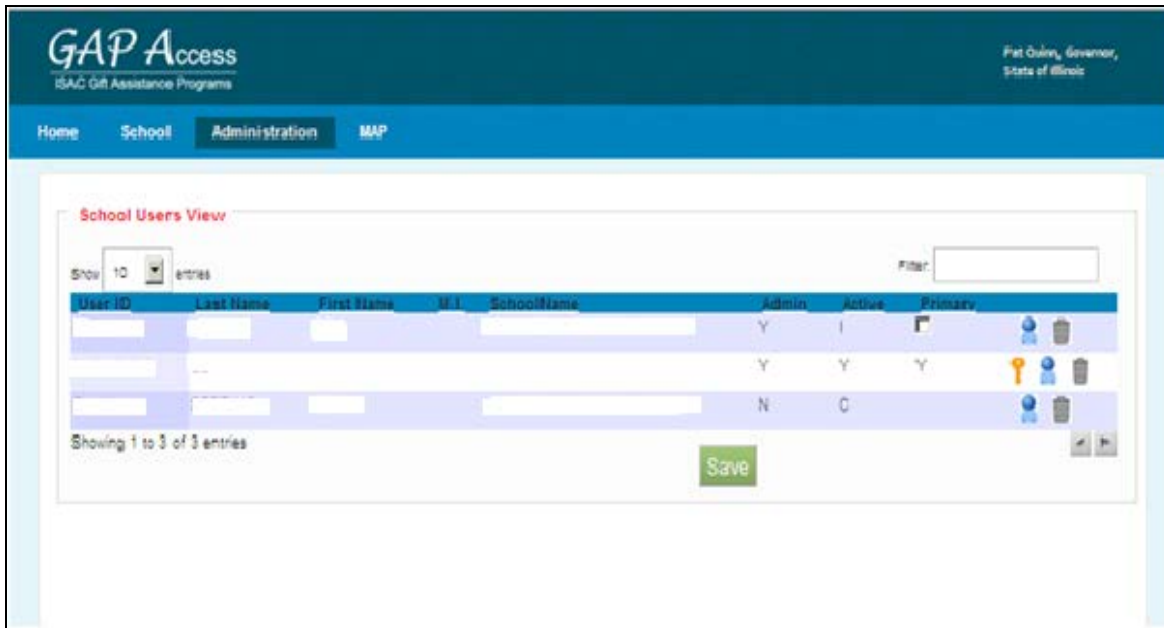 GAP Access
ISAC Gift Assistance Programs
Pat Quinn, Governor,
State of Illinois
Home School Administration MAP
School Users View
Show 10 entries
Filter:
User ID Last Name First Name M.I. SchoolName Admin Active Primary
Y I
Y Y Y
N C
Showing 1 to 3 of 3 entries
Save